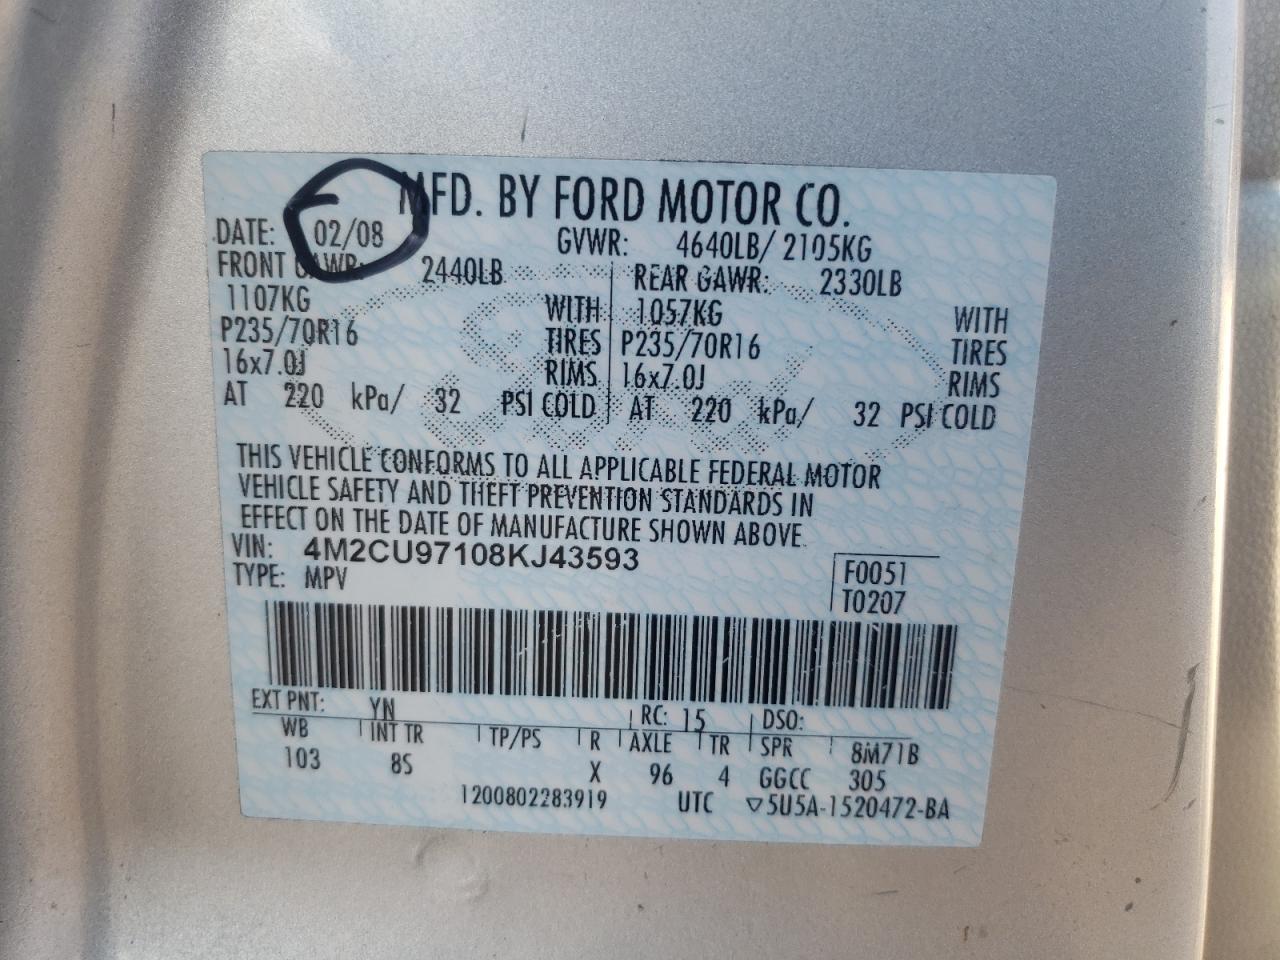 MFD. BY FORD MOTOR CO.
DATE: 02/08 GVWR: 4640LB/ 2105KG
FRONT GAWR: 2440LB REAR GAWR: 2330LB
1107KG WITH 1057KG WITH
P235/70R16 TIRES P235/70R16 TIRES
16x7.0J RIMS 16x7.0J RIMS
AT 220 kPa/ 32 PSI COLD AT 220 kPa/ 32 PSI COLD
THIS VEHICLE CONFORMS TO ALL APPLICABLE FEDERAL MOTOR
VEHICLE SAFETY AND THEFT PREVENTION STANDARDS IN
EFFECT ON THE DATE OF MANUFACTURE SHOWN ABOVE.
VIN: 4M2CU97108KJ43593
TYPE: MPV
F0051
T0207
EXT PNT: YN RC: 15 DSO:
WB INT TR TP/PS R AXLE TR SPR 8M71B
103 8S X 96 4 GGCC 305
1200802283919 UTC ▽5U5A-1520472-BA